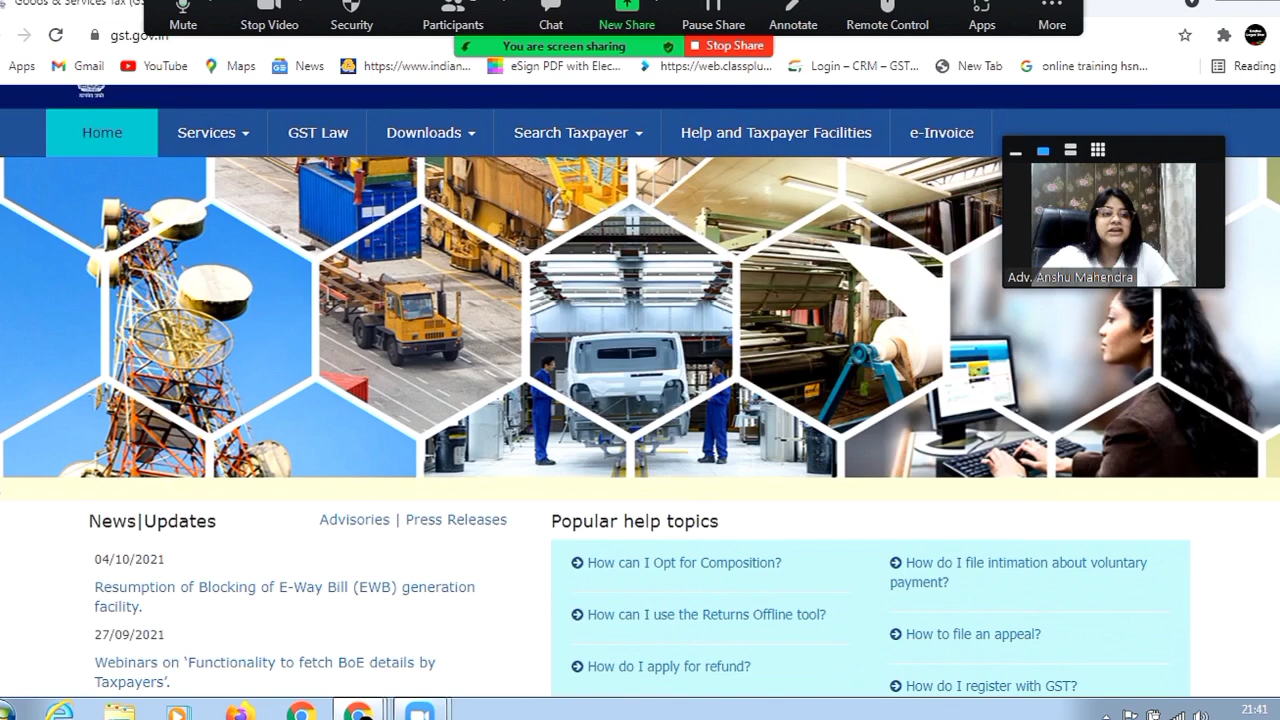 Goods & Services Tax (GST
Mute
Stop Video
Security
Participants
Chat
New Share
Pause Share
Annotate
Remote Control
Apps
More
gst.gov.in
You are screen sharing
Stop Share
Apps
Gmail
YouTube
Maps
News
https://www.indian...
eSign PDF with Elec...
https://web.classplu...
Login – CRM – GST...
New Tab
online training hsn...
Reading
Home
Services
GST Law
Downloads
Search Taxpayer
Help and Taxpayer Facilities
e-Invoice
Adv. Anshu Mahendra
News|Updates
Advisories | Press Releases
04/10/2021
Resumption of Blocking of E-Way Bill (EWB) generation
facility.
27/09/2021
Webinars on ‘Functionality to fetch BoE details by
Taxpayers’.
Popular help topics
How can I Opt for Composition?
How can I use the Returns Offline tool?
How do I apply for refund?
How do I file intimation about voluntary
payment?
How to file an appeal?
How do I register with GST?
21:41